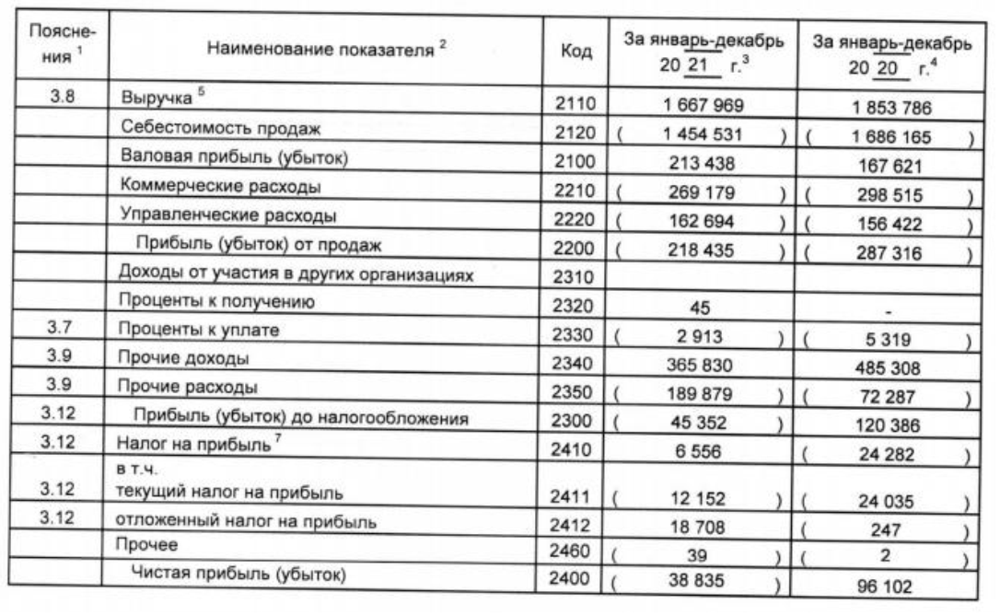 Поясне-
ния 1 Наименование показателя 2 Код За январь-декабрь 20 21 г.3 За январь-декабрь 20 20 г.4
3.8 Выручка 5 2110 1 667 969 1 853 786
Себестоимость продаж 2120 ( 1 454 531 ) ( 1 686 165 )
Валовая прибыль (убыток) 2100 213 438 167 621
Коммерческие расходы 2210 ( 269 179 ) ( 298 515 )
Управленческие расходы 2220 ( 162 694 ) ( 156 422 )
Прибыль (убыток) от продаж 2200 ( 218 435 ) ( 287 316 )
Доходы от участия в других организациях 2310
Проценты к получению 2320 45 -
3.7 Проценты к уплате 2330 ( 2 913 ) ( 5 319 )
3.9 Прочие доходы 2340 365 830 485 308
3.9 Прочие расходы 2350 ( 189 879 ) ( 72 287 )
3.12 Прибыль (убыток) до налогообложения 2300 ( 45 352 ) 120 386
3.12 Налог на прибыль 7 2410 6 556 ( 24 282 )
в т.ч.
3.12 текущий налог на прибыль 2411 ( 12 152 ) ( 24 035 )
3.12 отложенный налог на прибыль 2412 18 708 ( 247 )
Прочее 2460 ( 39 ) ( 2 )
Чистая прибыль (убыток) 2400 ( 38 835 ) 96 102